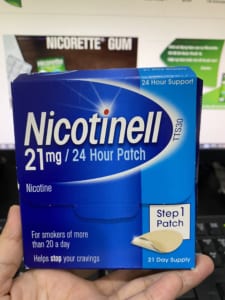 NICORETTE® GUM
24 Hour Support
Nicotinell
TTS30
21mg / 24 Hour Patch
Nicotine
Step 1
Patch
For smokers of more
than 20 a day
Helps stop your cravings
21 Day Supply